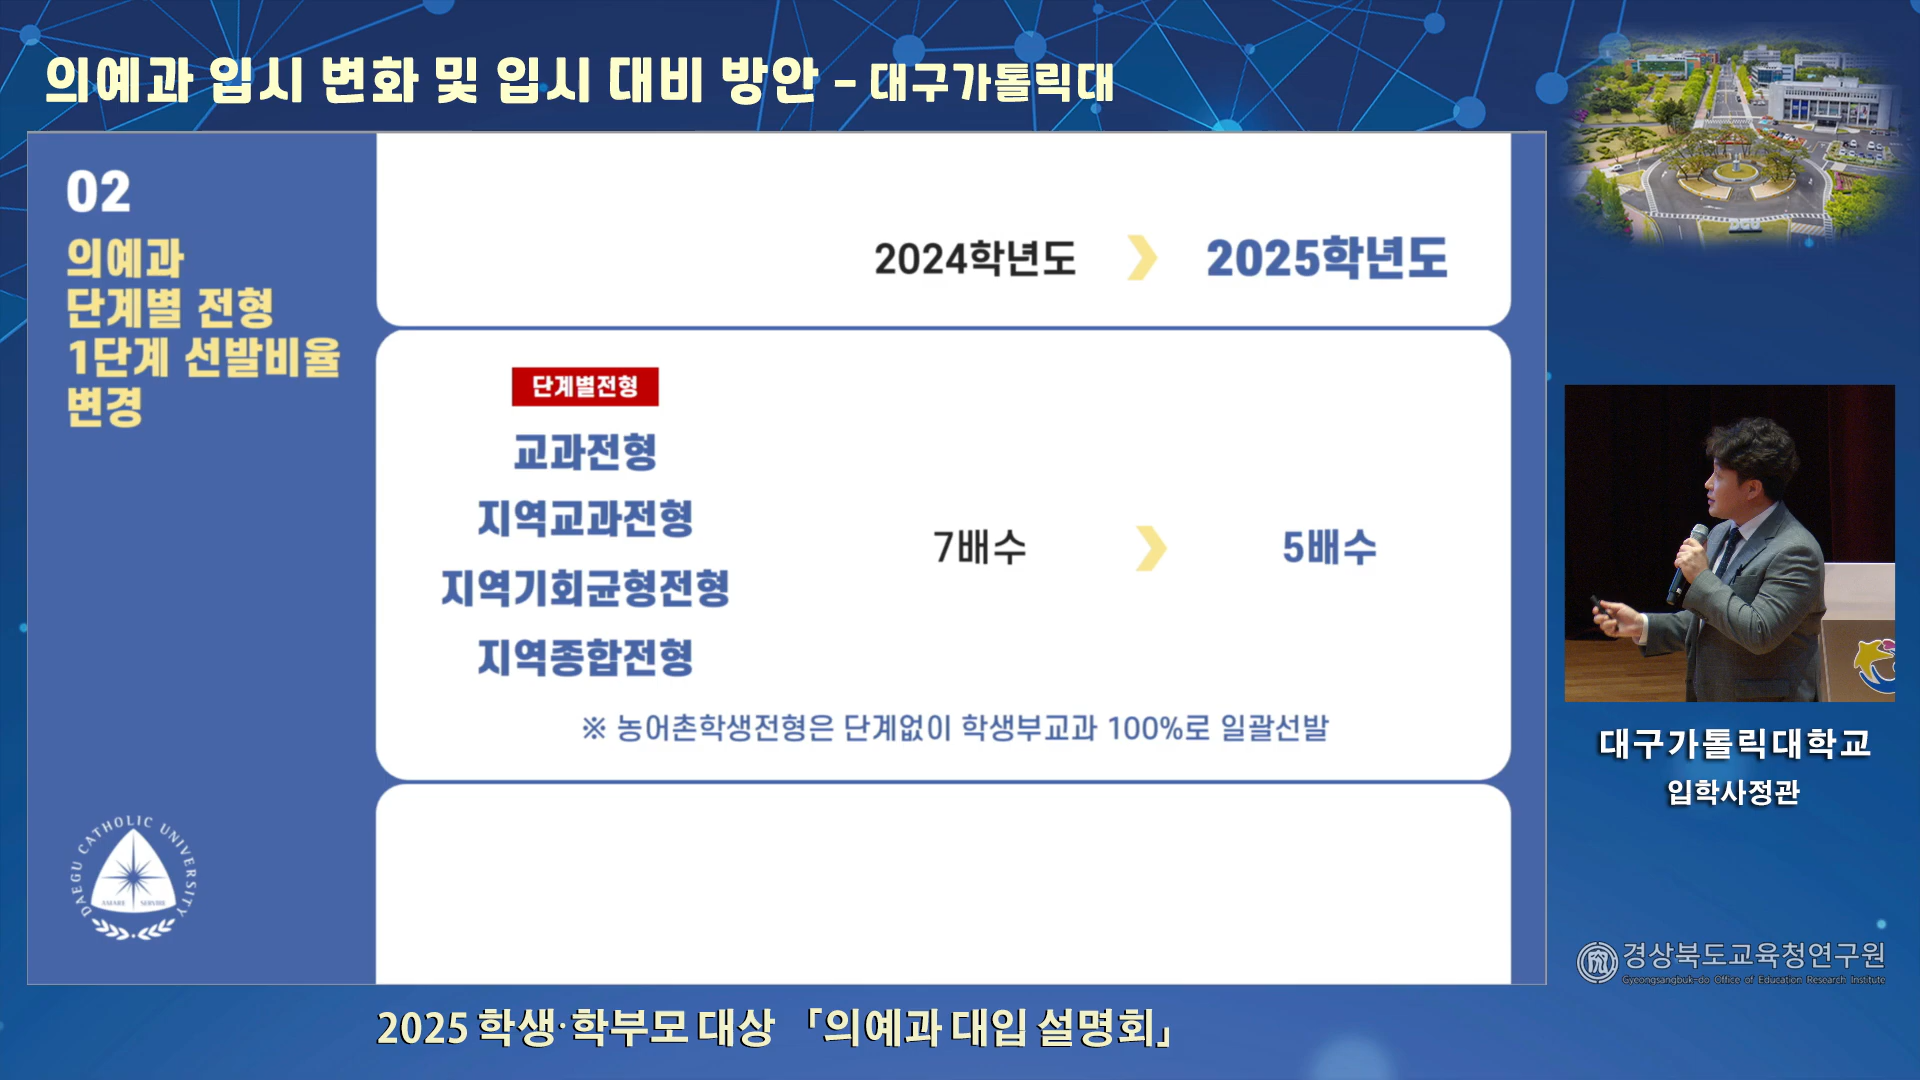 의예과 입시 변화 및 입시 대비 방안 – 대구가톨릭대
02
의예과
단계별 전형
1단계 선발비율
변경
2024학년도
2025학년도
단계별전형
교과전형
지역교과전형
지역기회균형전형
지역종합전형
7배수
5배수
※ 농어촌학생전형은 단계없이 학생부교과 100%로 일괄선발
DAEGU CATHOLIC UNIVERSITY
대구가톨릭대학교
입학사정관
경상북도교육청연구원
Gyeongsangbuk-do Office of Education Research Institute
2025 학생·학부모 대상 「의예과 대입 설명회」